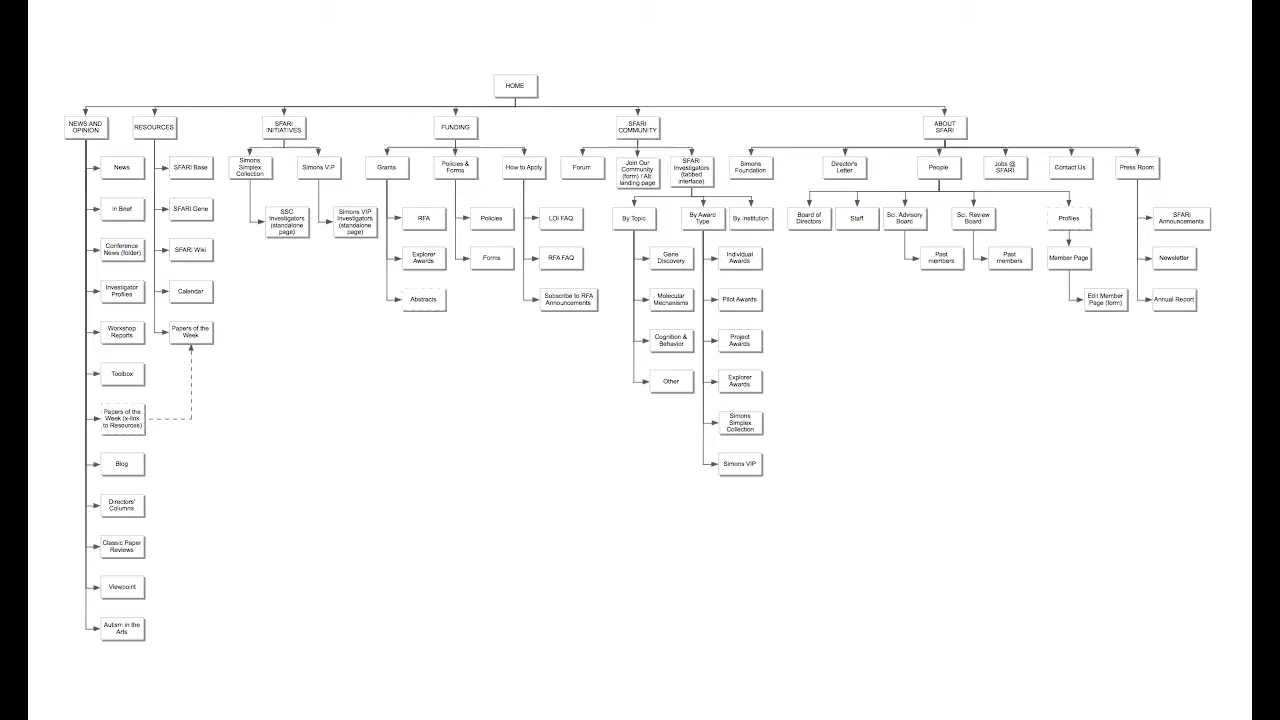 HOME
NEWS AND
OPINION
RESOURCES
SFARI
INITIATIVES
FUNDING
SFARI
COMMUNITY
ABOUT
SFARI
News
In Brief
Conference
News (folder)
Investigator
Profiles
Workshop
Reports
Toolbox
Papers of the
Week (x-link
to Resources)
Blog
Directors'
Columns
Classic Paper
Reviews
Viewpoint
Autism in the
Arts
SFARI Base
SFARI Gene
SFARI Wiki
Calendar
Papers of the
Week
Simons
Simplex
Collection
Simons VIP
SSC
Investigators
(standalone
page)
Simons VIP
Investigators
(standalone
page)
Grants
Policies &
Forms
How to Apply
RFA
Explorer
Awards
Abstracts
Policies
Forms
LOI FAQ
RFA FAQ
Subscribe to RFA
Announcements
Forum
Join Our
Community
(form) / Alt.
landing page
SFARI
Investigators
(tabbed
interface)
By Topic
By Award
Type
By Institution
Gene
Discovery
Molecular
Mechanisms
Cognition &
Behavior
Other
Individual
Awards
Pilot Awards
Project
Awards
Explorer
Awards
Simons
Simplex
Collection
Simons VIP
Simons
Foundation
Director's
Letter
People
Jobs @
SFARI
Contact Us
Press Room
Board of
Directors
Staff
Sci. Advisory
Board
Sci. Review
Board
Profiles
Past
members
Past
members
Member Page
Edit Member
Page (form)
SFARI
Announcements
Newsletter
Annual Report